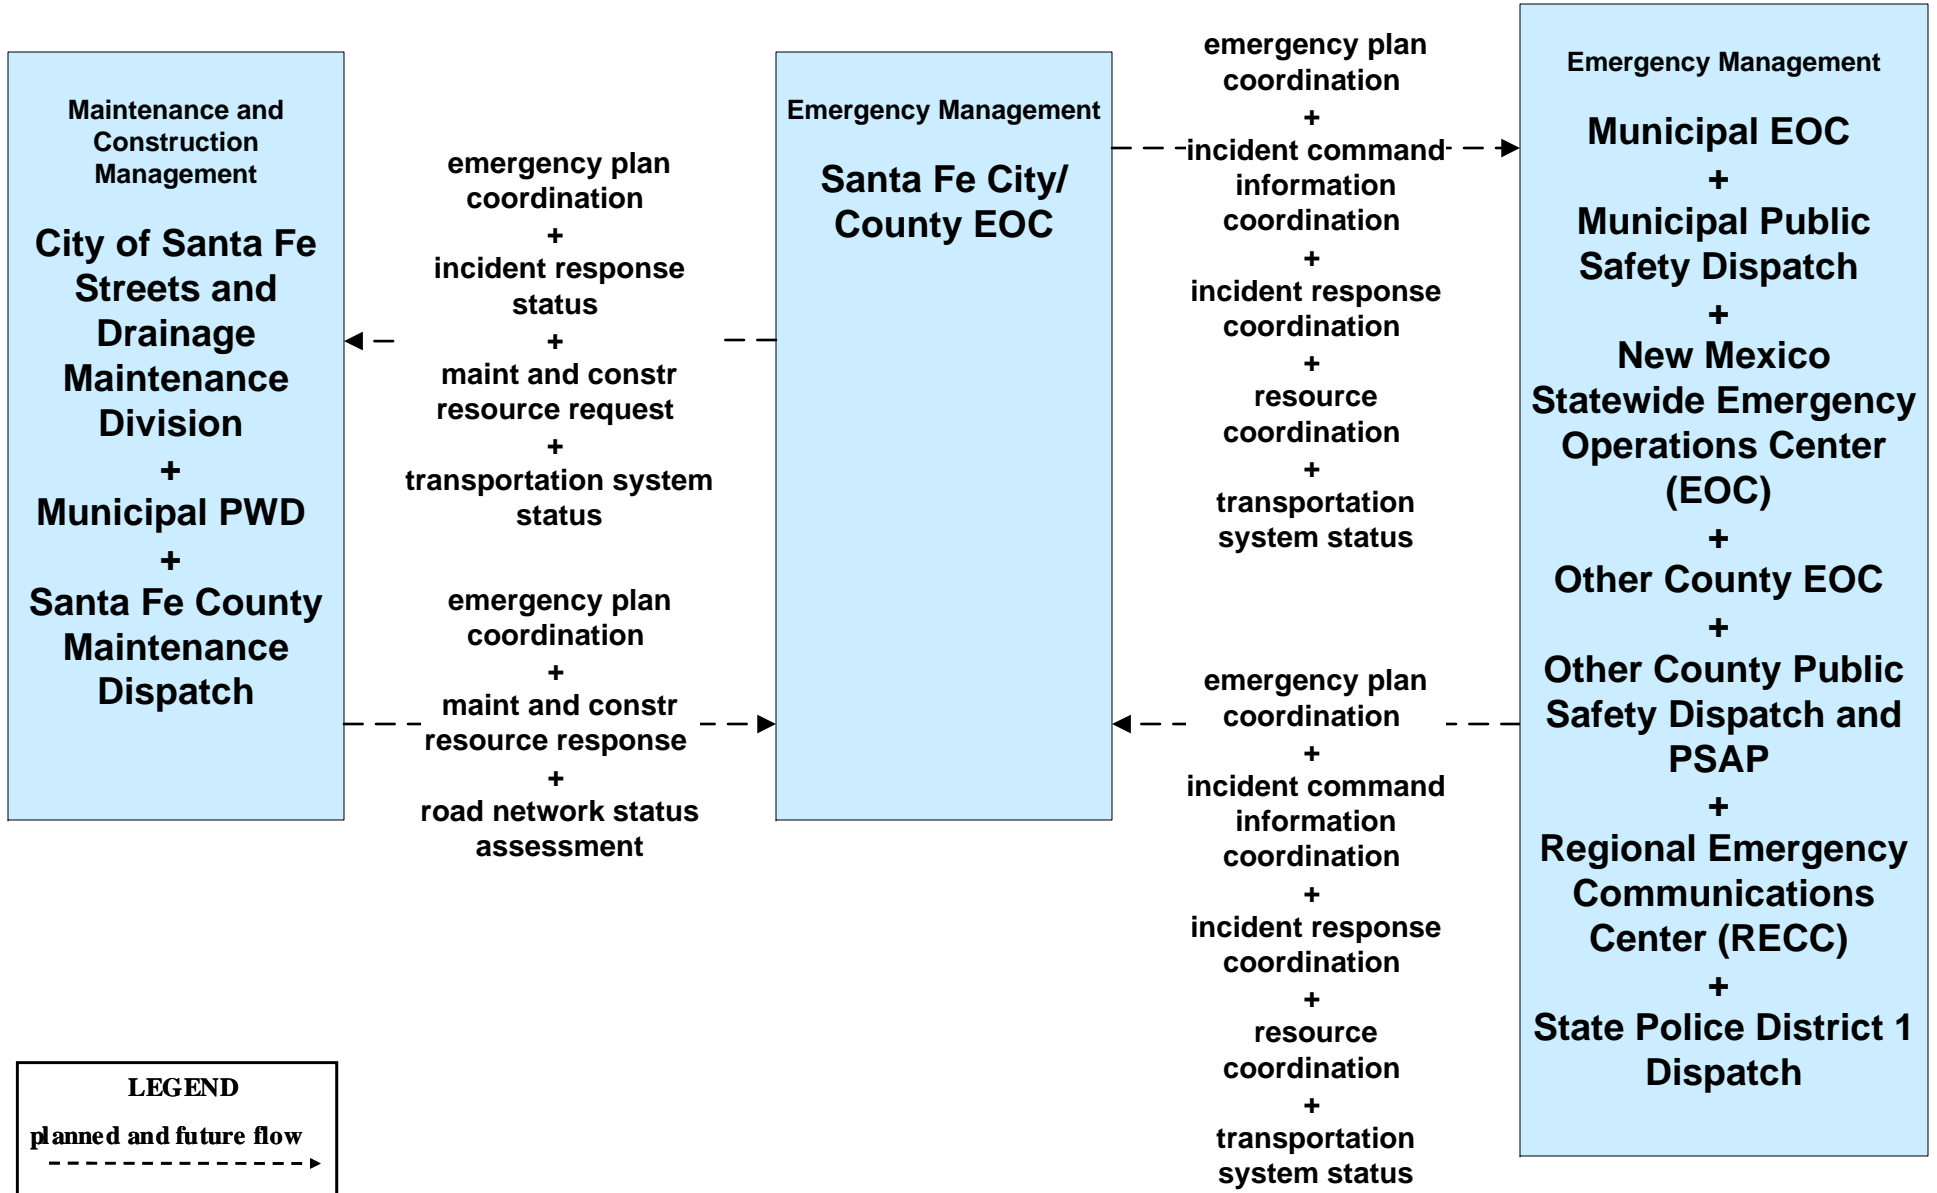 Maintenance and
Construction
Management
City of Santa Fe
Streets and
Drainage
Maintenance
Division
+
Municipal PWD
+
Santa Fe County
Maintenance
Dispatch
emergency plan
coordination
+
incident response
status
+
maint and constr
resource request
+
transportation system
status
emergency plan
coordination
+
maint and constr
resource response
+
road network status
assessment
Emergency Management
Santa Fe City/
County EOC
emergency plan
coordination
+
incident command
information
coordination
+
incident response
coordination
+
resource
coordination
+
transportation
system status
emergency plan
coordination
+
incident command
information
coordination
+
incident response
coordination
+
resource
coordination
+
transportation
system status
Emergency Management
Municipal EOC
+
Municipal Public
Safety Dispatch
+
New Mexico
Statewide Emergency
Operations Center
(EOC)
+
Other County EOC
+
Other County Public
Safety Dispatch and
PSAP
+
Regional Emergency
Communications
Center (RECC)
+
State Police District 1
Dispatch
LEGEND
planned and future flow